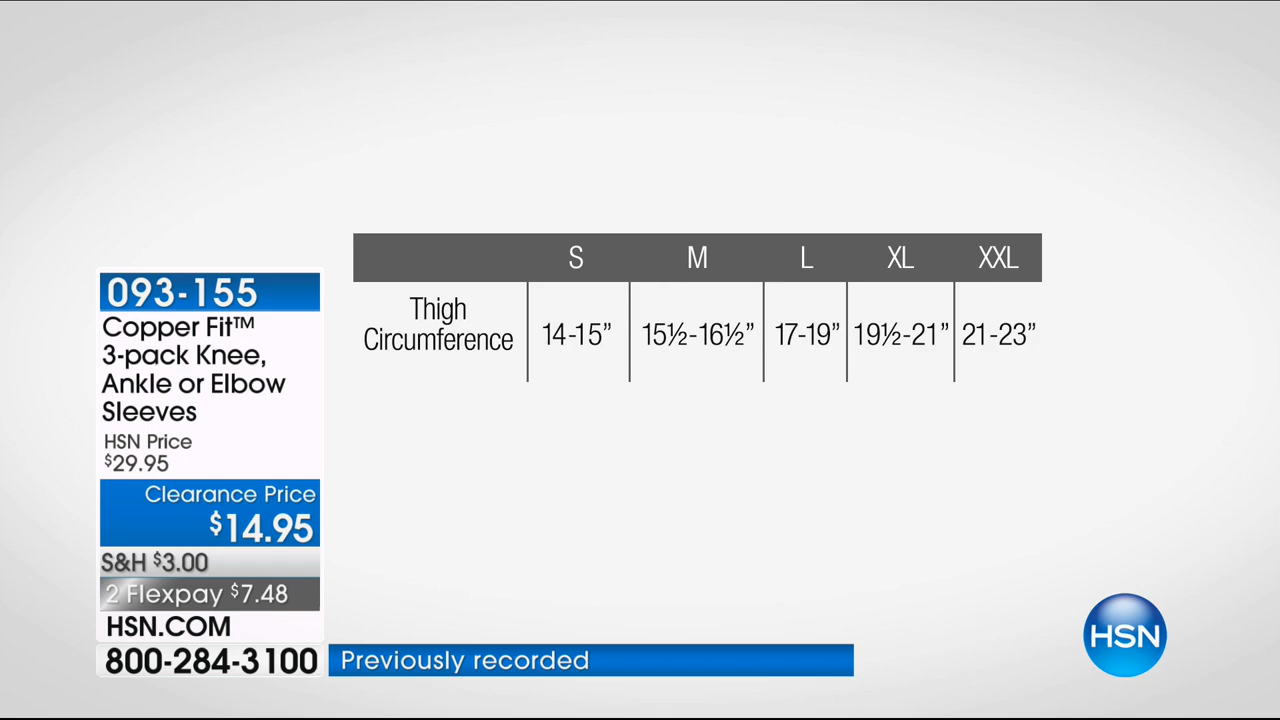 S M L XL XXL
Thigh
Circumference
14-15” 15½-16½” 17-19” 19½-21” 21-23”
093-155
Copper Fit™
3-pack Knee,
Ankle or Elbow
Sleeves
HSN Price
$29.95
Clearance Price
$14.95
S&H $3.00
2 Flexpay $7.48
HSN.COM
800-284-3100
Previously recorded
HSN